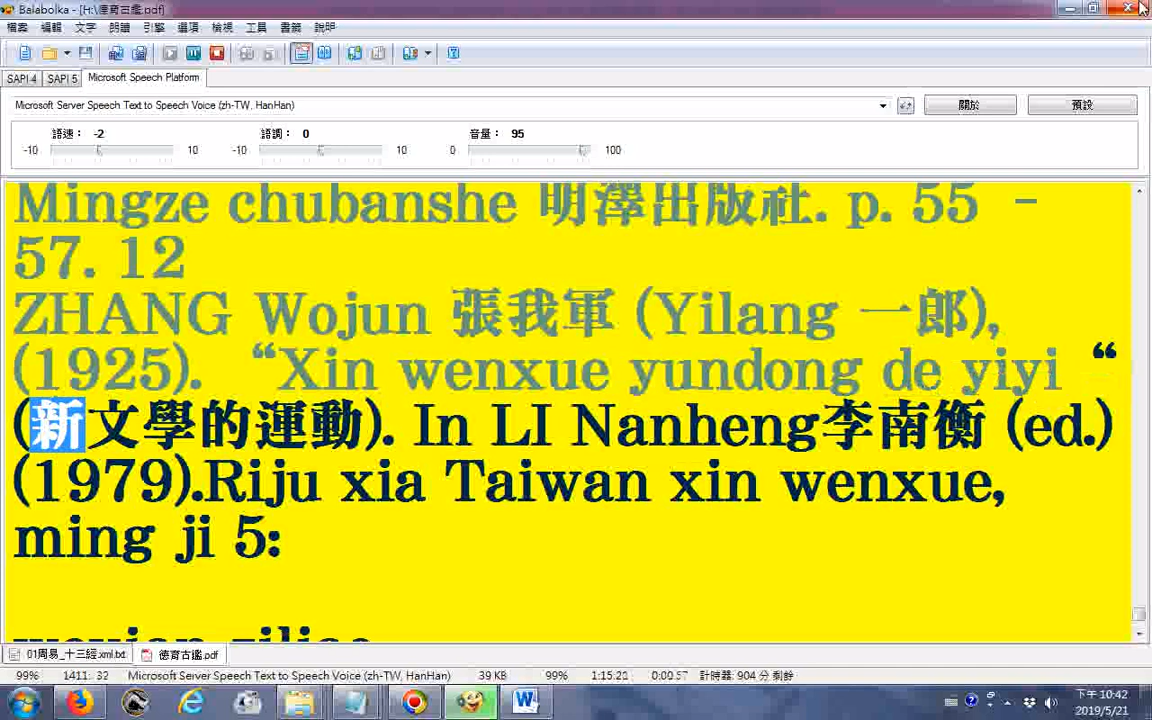 Balabolka - [H:\德育古鑑.pdf]
檔案 編輯 文字 朗讀 引擎 選項 檢視 工具 書籤 說明
SAPI 4 SAPI 5 Microsoft Speech Platform
Microsoft Server Speech Text to Speech Voice (zh-TW, HanHan) 關於 預設
語速： -2 語調： 0 音量： 95
-10 10 -10 10 0 100
Mingze chubanshe 明澤出版社. p. 55 -
57. 12
ZHANG Wojun 張我軍 (Yilang 一郎),
(1925). “Xin wenxue yundong de yiyi “
(新文學的運動). In LI Nanheng李南衡 (ed.)
(1979).Riju xia Taiwan xin wenxue,
ming ji 5:
wexian ziliao
01周易_十三經.xml.txt 德育古鑑.pdf
99% 1411: 32 Microsoft Server Speech Text to Speech Voice (zh-TW, HanHan) 39 KB 99% 1:15:21 0:00:57 計時器: 904 分 剩餘
下午 10:42
2019/5/21